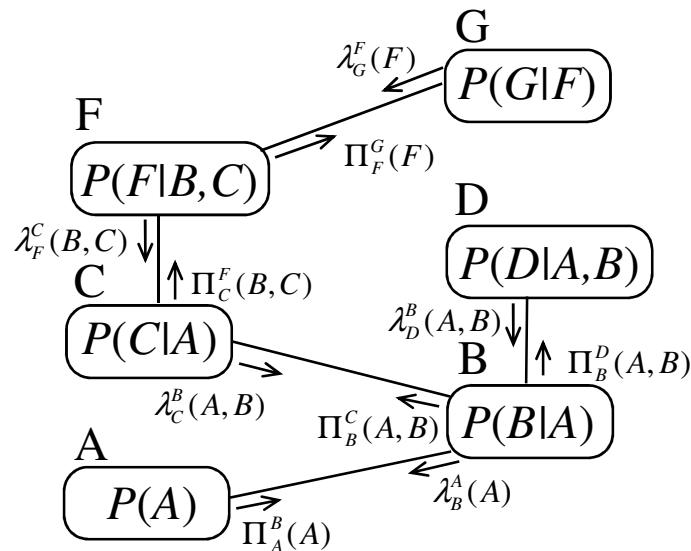 G
λ_G^F(F)
P(G|F)
F
Π_F^G(F)
P(F|B,C)
D
λ_F^C(B,C)
P(D|A,B)
C
Π_C^F(B,C)
λ_D^B(A,B)
P(C|A)
B
Π_B^D(A,B)
λ_C^B(A,B)
Π_B^C(A,B)
P(B|A)
A
λ_B^A(A)
P(A)
Π_A^B(A)